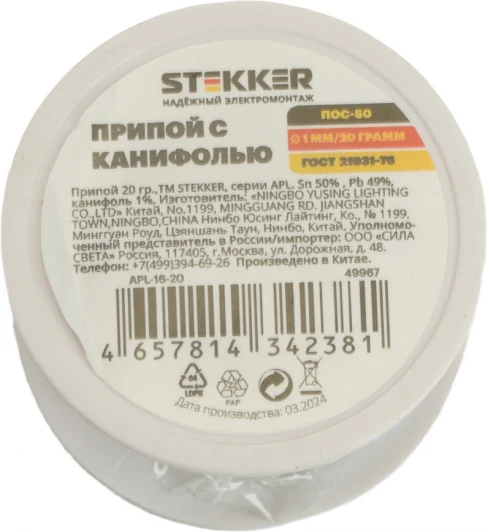 STEKKER
НАДЁЖНЫЙ ЭЛЕКТРОМОНТАЖ
ПРИПОЙ С
КАНИФОЛЬЮ
ПОС-60
Ø 1 ММ/20 ГРАММ
ГОСТ 21931-76
Припой 20 гр.,TM STEKKER, серии APL. Sn 50% , Pb 49%,
канифоль 1%. Изготовитель: «NINGBO YUSING LIGHTING
CO.,LTD» Китай, No.1199, MINGGUANG RD. JIANGSHAN
TOWN,NINGBO,CHINA Нинбо Юсинг Лайтинг, Ко., № 1199,
Мингуан Роуд, Цзяншань Таун, Нинбо, Китай. Уполномо-
ченный представитель в России/импортер: ООО «СИЛА
СВЕТА» Россия, 117405, г.Москва, ул. Дорожная, д. 48.
Телефон: +7(499)394-69-26 Произведено в Китае.
APL-16-20 49967
4 657814 342381
04
LDPE
22
PAP
Дата производства: 03.2024